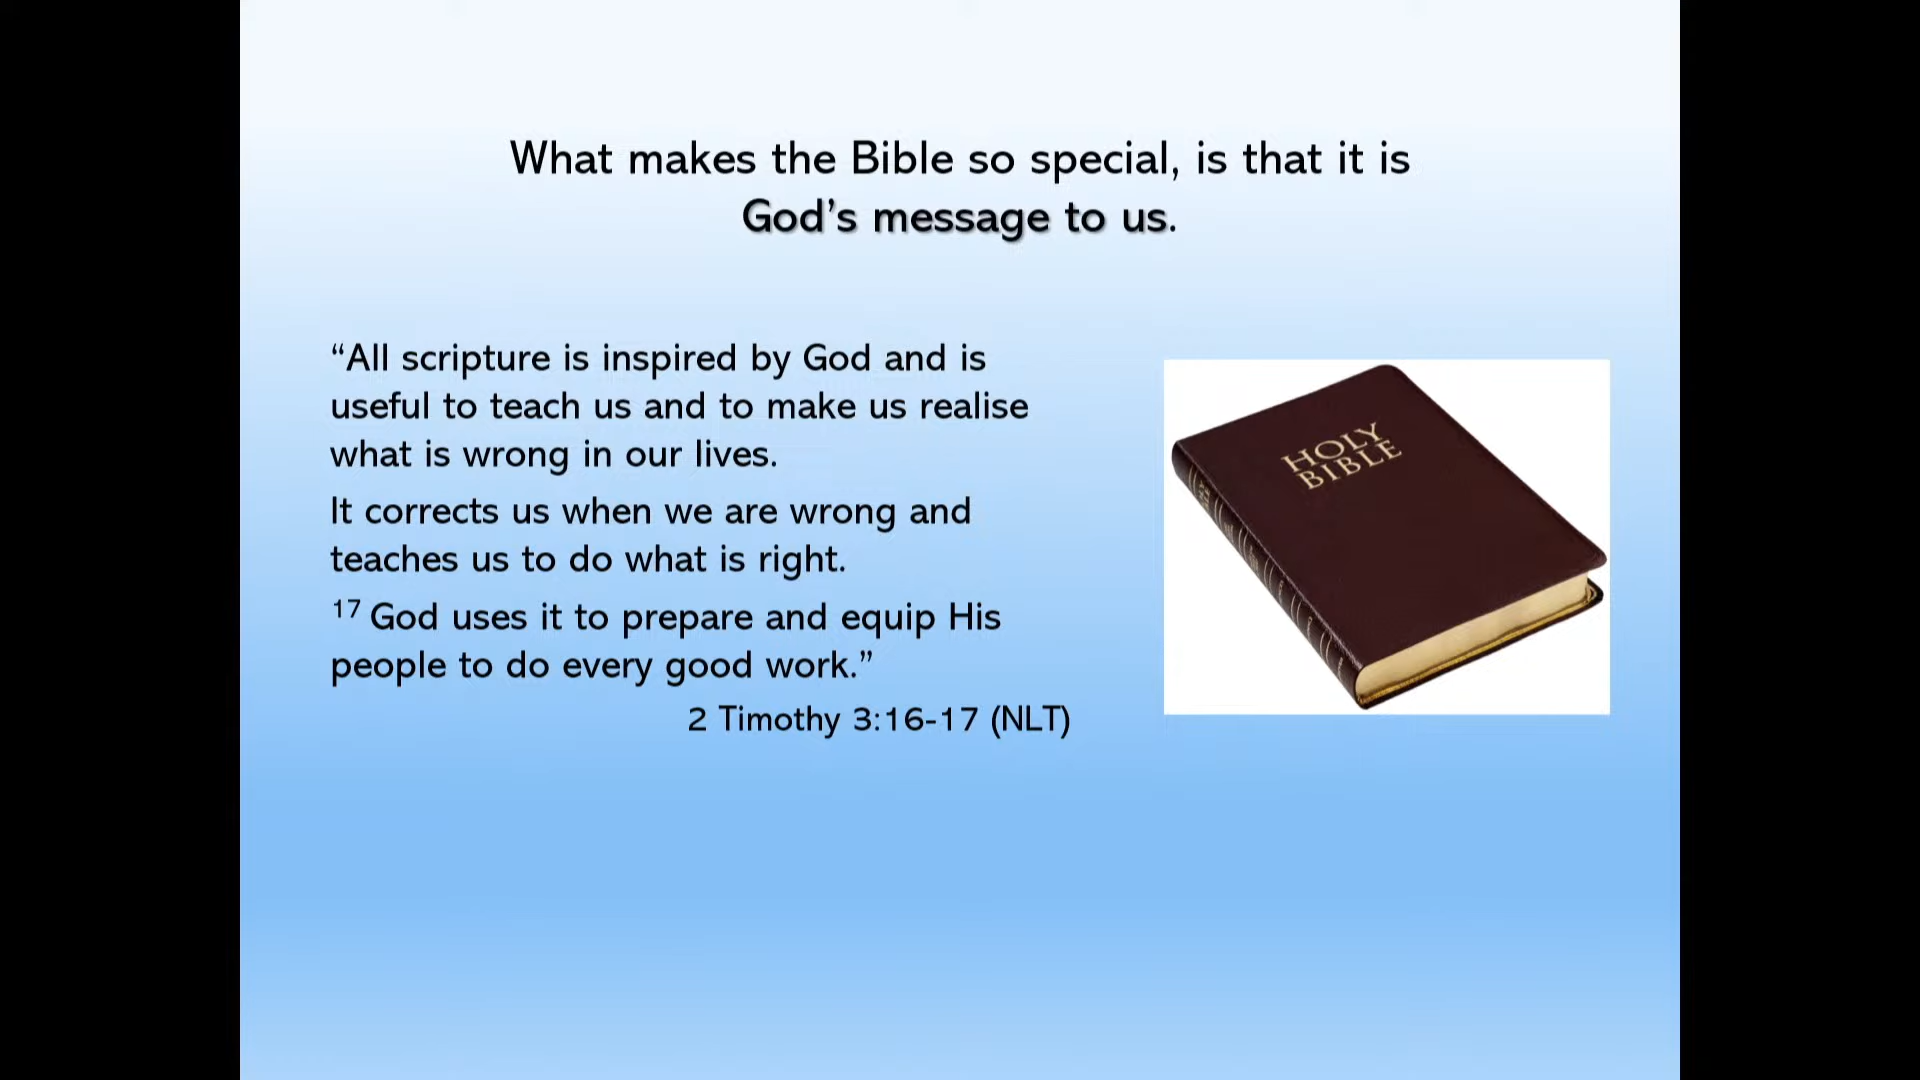 What makes the Bible so special, is that it is
God’s message to us.
“All scripture is inspired by God and is
useful to teach us and to make us realise
what is wrong in our lives.
It corrects us when we are wrong and
teaches us to do what is right.
17 God uses it to prepare and equip His
people to do every good work.”
2 Timothy 3:16-17 (NLT)
HOLY
BIBLE